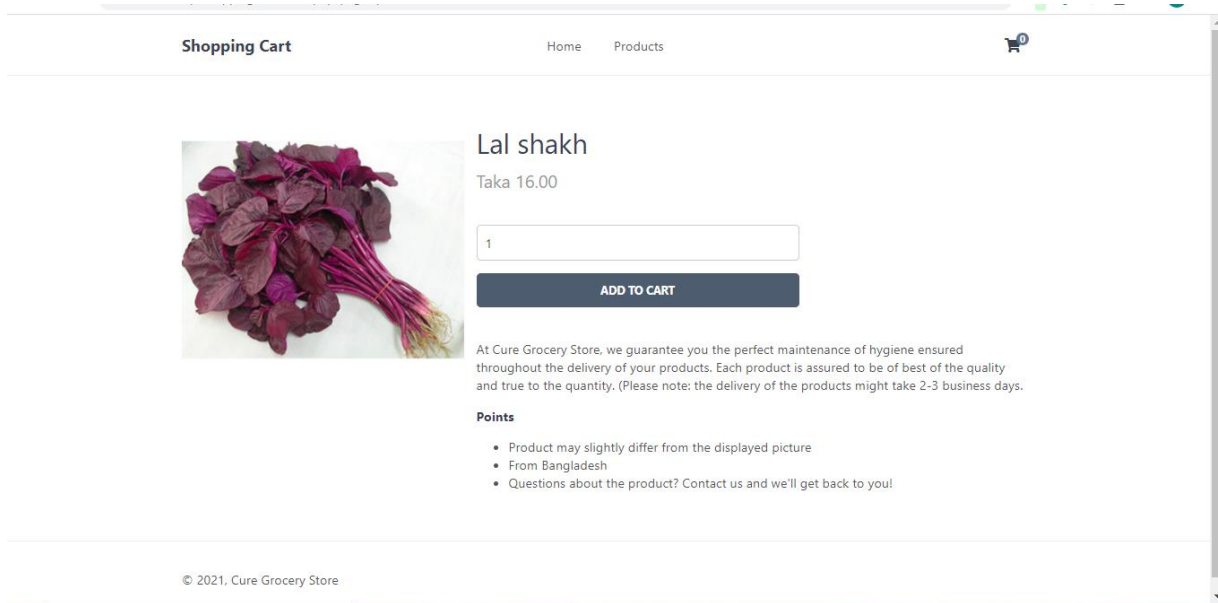 Shopping Cart
Home
Products
0
Lal shakh
Taka 16.00
1
ADD TO CART
At Cure Grocery Store, we guarantee you the perfect maintenance of hygiene ensured
throughout the delivery of your products. Each product is assured to be of best of the quality
and true to the quantity. (Please note: the delivery of the products might take 2-3 business days.
Points
Product may slightly differ from the displayed picture
From Bangladesh
Questions about the product? Contact us and we'll get back to you!
© 2021, Cure Grocery Store